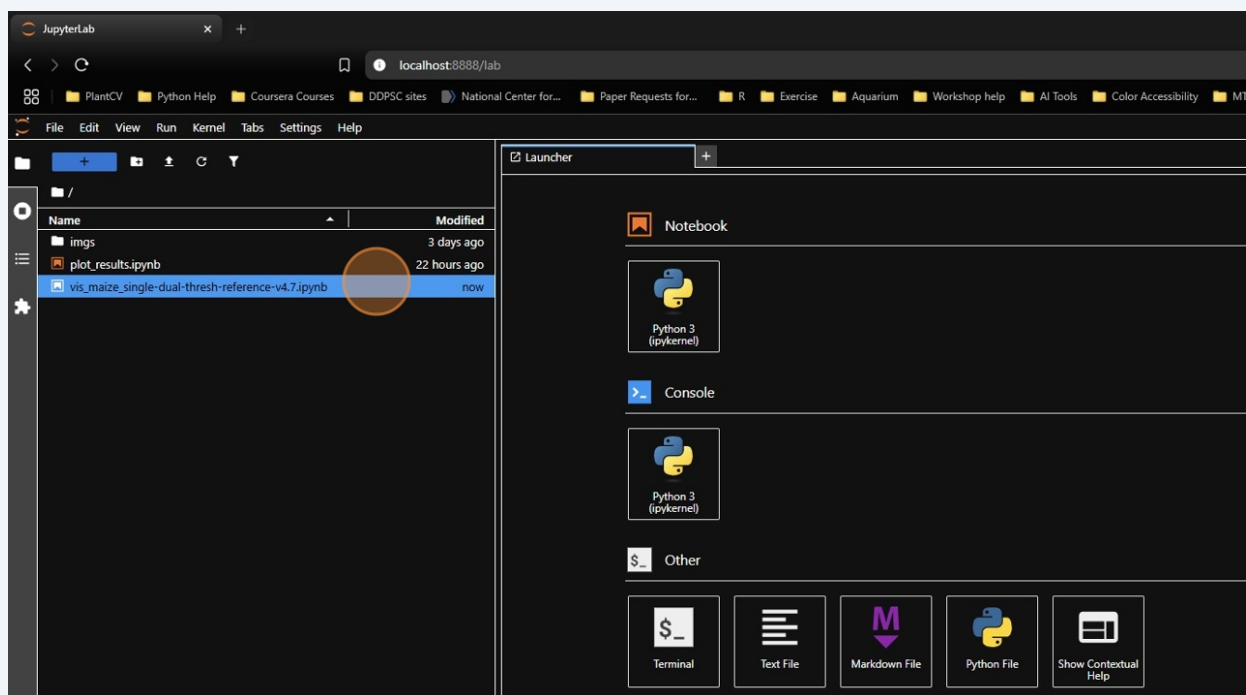 JupyterLab
localhost:8888/lab
PlantCV Python Help Coursera Courses DDPSC sites National Center for... Paper Requests for... R Exercise Aquarium Workshop help AI Tools Color Accessibility MT
File Edit View Run Kernel Tabs Settings Help
Launcher
/
Name Modified
imgs 3 days ago
plot_results.ipynb 22 hours ago
vis_maize_single-dual-thresh-reference-v4.7.ipynb now
Notebook
Python 3
(ipykernel)
Console
Python 3
(ipykernel)
$_ Other
$_
M
Terminal Text File Markdown File Python File Show Contextual
Help